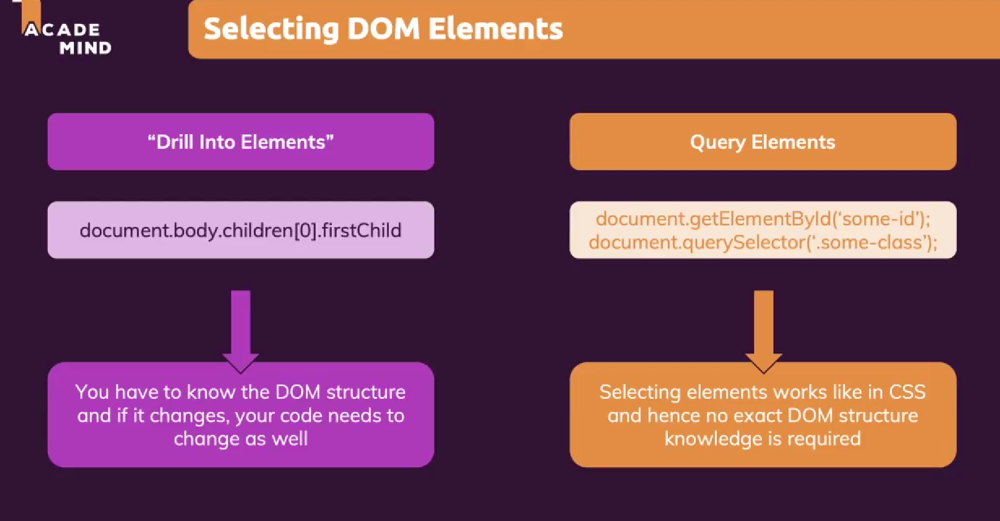 ACADE
MIND
Selecting DOM Elements
“Drill Into Elements”
document.body.children[0].firstChild
You have to know the DOM structure
and if it changes, your code needs to
change as well
Query Elements
document.getElementById(‘some-id’);
document.querySelector(‘.some-class’);
Selecting elements works like in CSS
and hence no exact DOM structure
knowledge is required